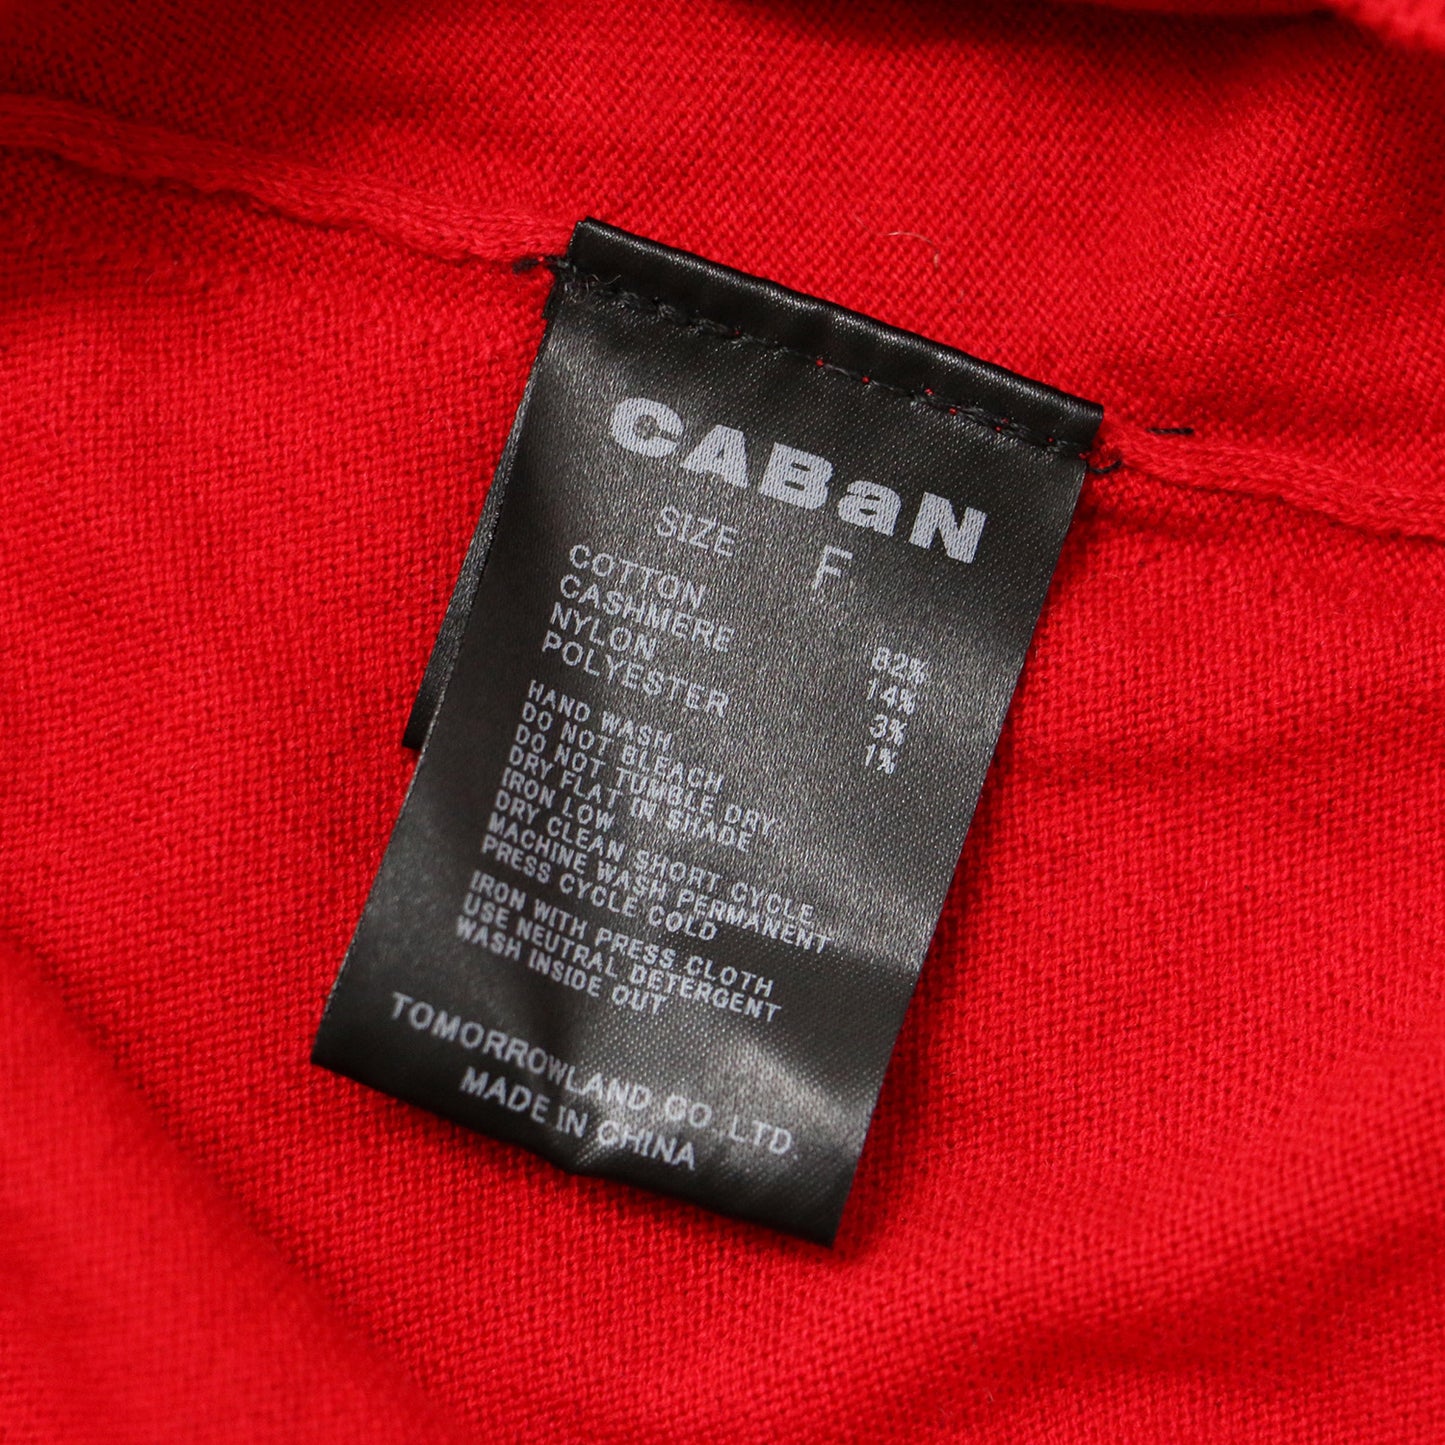 CABaN
SIZE F
COTTON 82%
CASHMERE 14%
NYLON 3%
POLYESTER 1%
HAND WASH
DO NOT BLEACH
DO NOT TUMBLE DRY
DRY FLAT IN SHADE
IRON LOW
DRY CLEAN SHORT CYCLE
MACHINE WASH PERMANENT
PRESS CYCLE COLD
IRON WITH PRESS CLOTH
USE NEUTRAL DETERGENT
WASH INSIDE OUT
TOMORROWLAND CO.,LTD.
MADE IN CHINA